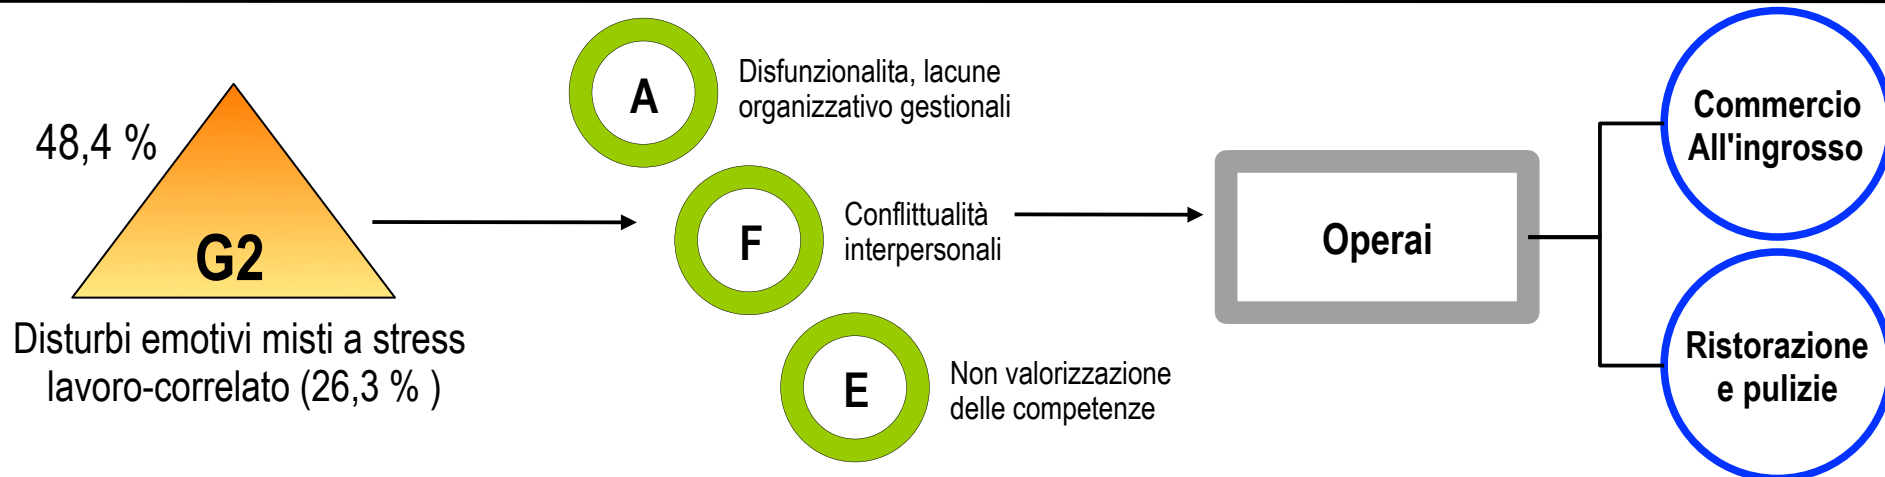 48,4 %
G2
Disturbi emotivi misti a stress
lavoro-correlato (26,3 % )
A
Disfunzionalita, lacune
organizzativo gestionali
F
Conflittualità
interpersonali
E
Non valorizzazione
delle competenze
Operai
Commercio
All'ingrosso
Ristorazione
e pulizie